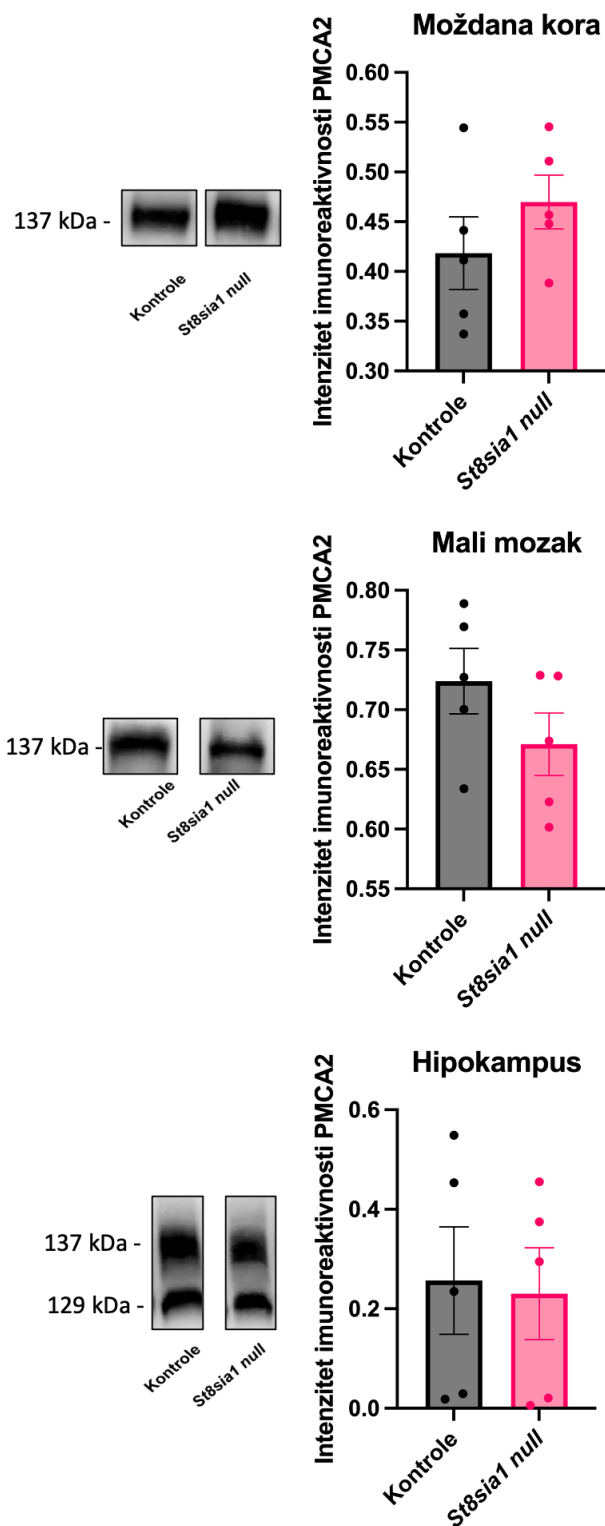 Moždana kora
Intenzitet imunoreaktivnosti PMCA2
0.60
0.55
0.50
0.45
0.40
0.35
0.30
137 kDa -
Kontrole
St8sia1 null
Kontrole
St8sia1 null
Mali mozak
Intenzitet imunoreaktivnosti PMCA2
0.80
0.75
0.70
0.65
0.60
0.55
137 kDa -
Kontrole
St8sia1 null
Kontrole
St8sia1 null
Hipokampus
Intenzitet imunoreaktivnosti PMCA2
0.6
0.4
0.2
0.0
137 kDa -
129 kDa -
Kontrole
St8sia1 null
Kontrole
St8sia1 null